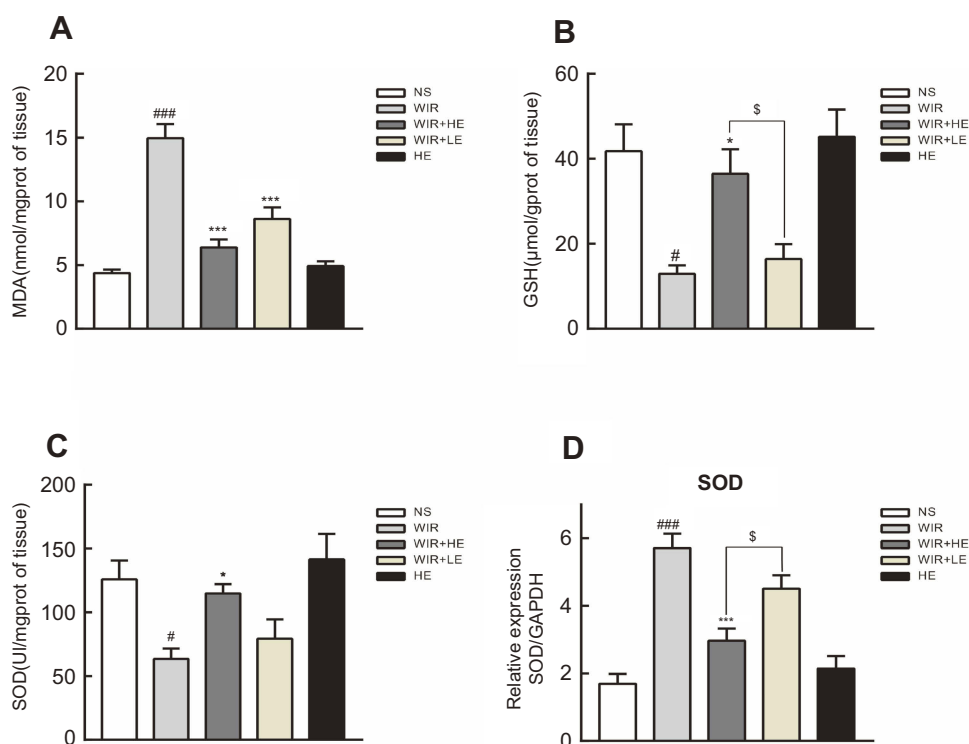 A
MDA(nmol/mgprot of tissue)
20
15
10
5
0
###
***
***
NS
WIR
WIR+HE
WIR+LE
HE
B
GSH(μmol/gprot of tissue)
60
40
20
0
#
*
$
NS
WIR
WIR+HE
WIR+LE
HE
C
SOD(UI/mgprot of tissue)
200
150
100
50
0
#
*
NS
WIR
WIR+HE
WIR+LE
HE
D
SOD
Relative expression
SOD/GAPDH
6
4
2
0
###
***
$
NS
WIR
WIR+HE
WIR+LE
HE